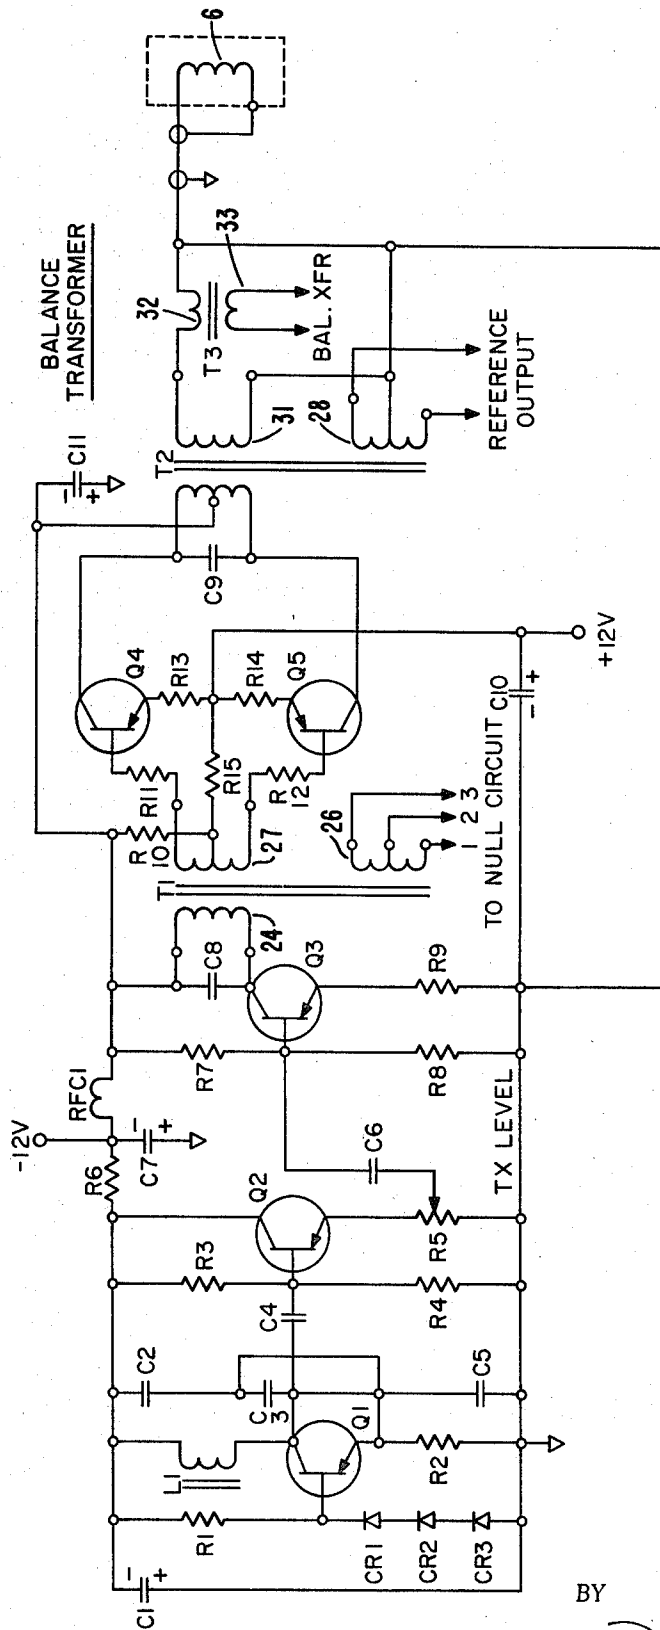 BALANCE
TRANSFORMER
6
32
33
T3
BAL. XFR
31
28
REFERENCE
OUTPUT
T2
C11
-
+
C9
Q4
R13
R14
Q5
+12V
R11
R15
R
12
R
10
27
26
3
2
1
TO NULL CIRCUIT
C10
-
+
T1
24
C8
Q3
R9
R7
R8
RFC1
-12V
C7
-
+
R6
C6
TX LEVEL
Q2
R5
R3
R4
C4
C2
C
3
C5
Q1
L1
R2
R1
CR1
CR2
CR3
C1
-
+
BY